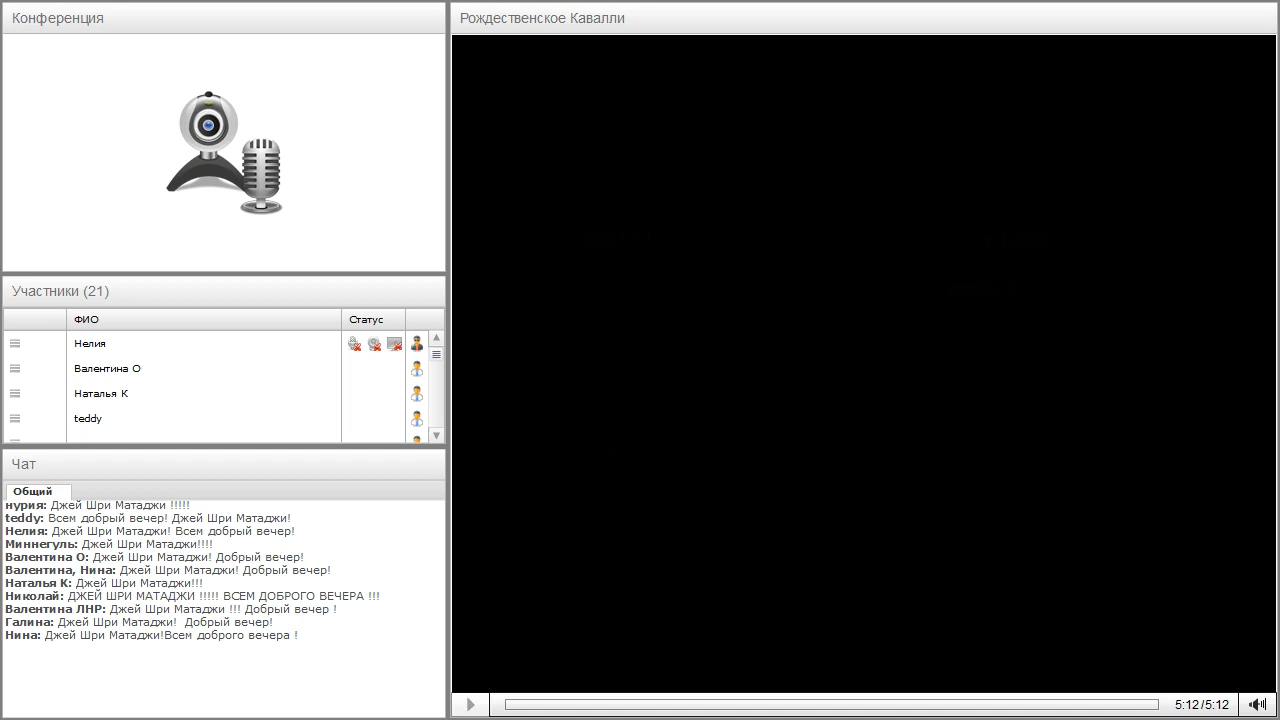 Конференция
Рождественское Кавалли
Участники (21)
ФИО Статус
Нелия
Валентина О
Наталья К
teddy
Чат
Общий
нурия: Джей Шри Матаджи !!!!!
teddy: Всем добрый вечер! Джей Шри Матаджи!
Нелия: Джей Шри Матаджи! Всем добрый вечер!
Миннегуль: Джей Шри Матаджи!!!!
Валентина О: Джей Шри Матаджи! Добрый вечер!
Валентина, Нина: Джей Шри Матаджи! Добрый вечер!
Наталья К: Джей Шри Матаджи!!!
Николай: ДЖЕЙ ШРИ МАТАДЖИ !!!!! ВСЕМ ДОБРОГО ВЕЧЕРА !!!
Валентина ЛНР: Джей Шри Матаджи !!! Добрый вечер !
Галина: Джей Шри Матаджи!  Добрый вечер!
Нина: Джей Шри Матаджи!Всем доброго вечера !
5:12/5:12